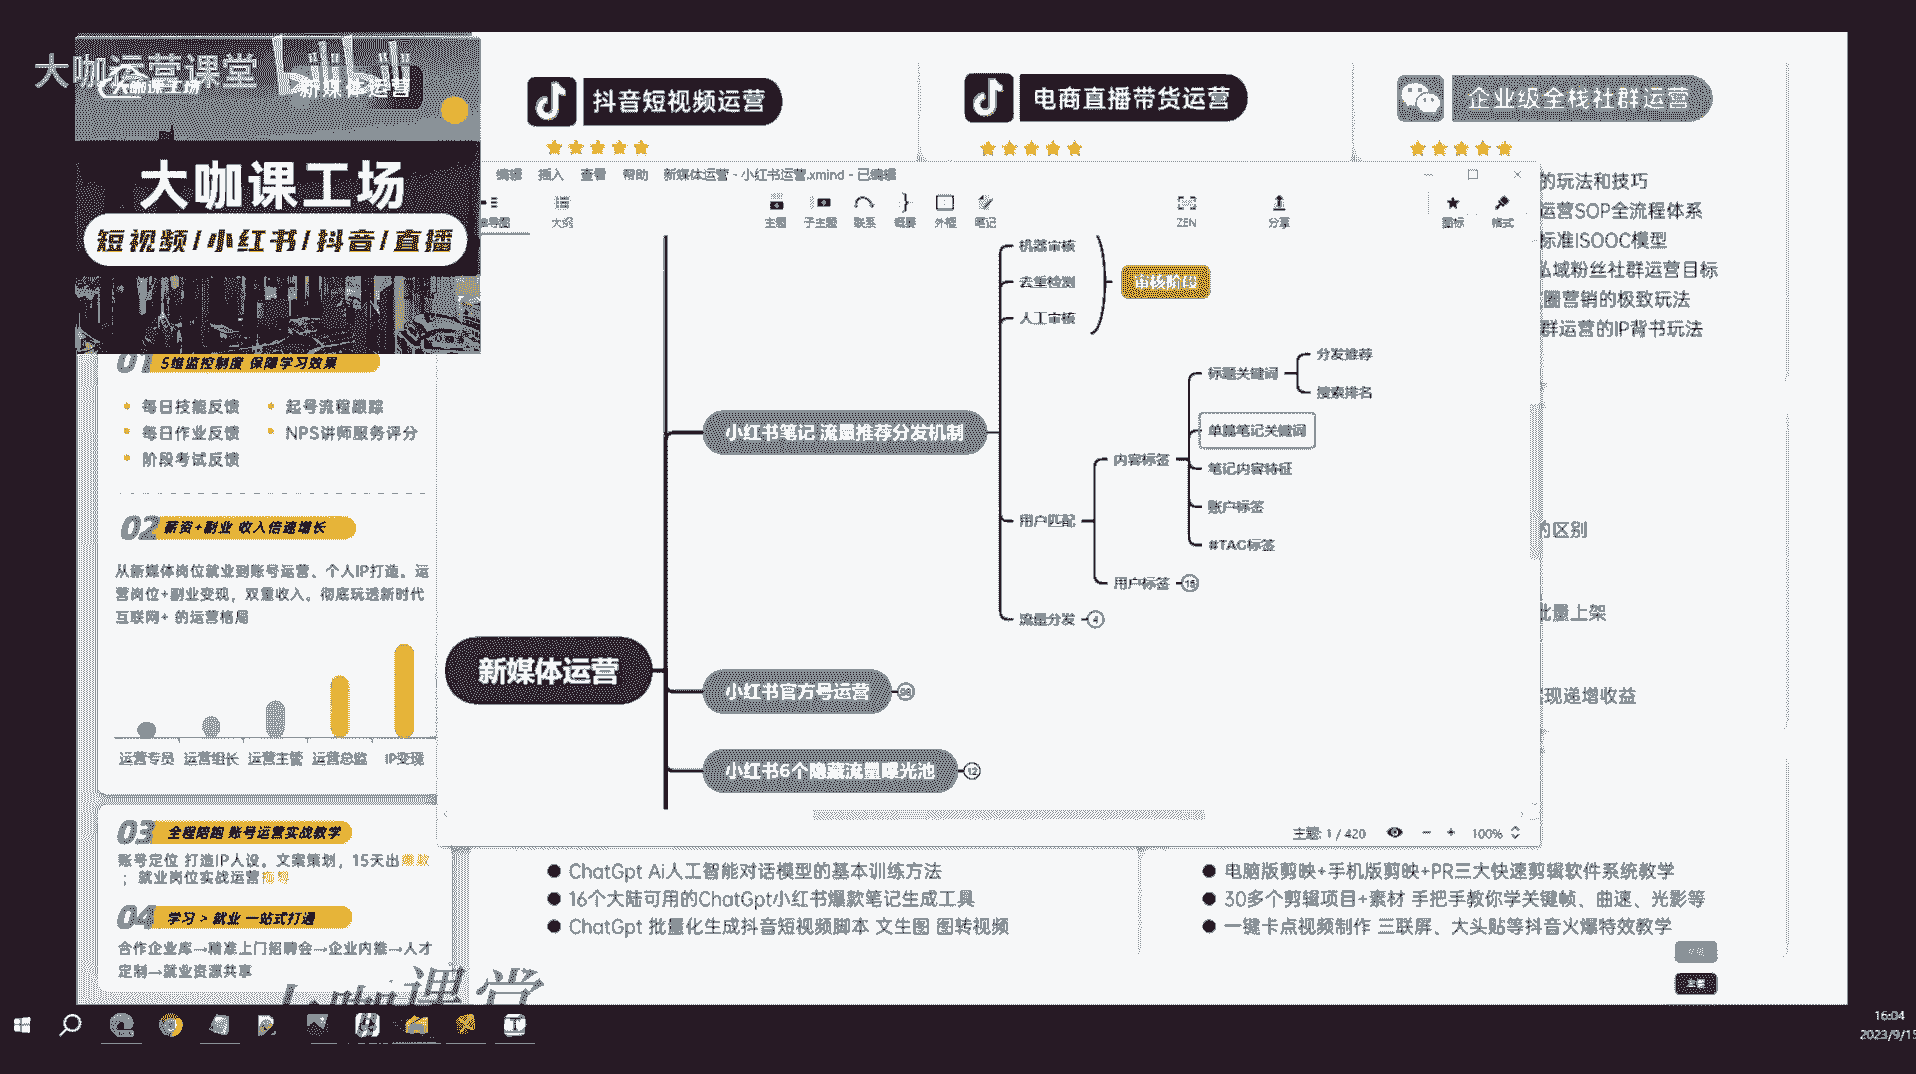 大咖运营课堂
大咖课工场
新媒体运营
大咖课工场
短视频/小红书/抖音/直播
抖音短视频运营
电商直播带货运营
企业级全栈社群运营
编辑 插入 查看 帮助 新媒体运营 - 小红书运营.xmind - 已编辑
大纲
主题 子主题 联系 概要 外框 笔记 ZEN 分享 图标 格式
机器审核
去重检测
人工审核
审核阶段
标题关键词
分发推荐
搜索排名
单篇笔记关键词
笔记内容特征
账户标签
#TAG标签
内容标签
用户匹配
用户标签 15
流量分发 4
小红书笔记 流量推荐分发机制
新媒体运营
小红书官方号运营
小红书6个隐藏流量曝光池 12
主题: 1 / 420
100%
的玩法和技巧
运营SOP全流程体系
标准ISOOC模型
私域粉丝社群运营目标
圈营销的极致玩法
群运营的IP背书玩法
的区别
批量上架
现递增收益
01 5维监控制度 保障学习效果
每日技能反馈 起号流程跟踪
每日作业反馈 NPS讲师服务评分
阶段考试反馈
02 薪资+副业 收入倍速增长
从新媒体岗位就业到账号运营、个人IP打造。运
营岗位+副业变现，双重收入。彻底玩透新时代
互联网+ 的运营格局
运营专员 运营组长 运营主管 运营总监 IP变现
03 全程陪跑 账号运营实战教学
账号定位 打造IP人设。文案策划，15天出爆款
；就业岗位实战运营指导
04 学习 > 就业 一站式打通
合作企业库→精准上门招聘会→企业内推→人才
定制→就业资源共享
ChatGpt Ai人工智能对话模型的基本训练方法
16个大陆可用的ChatGpt小红书爆款笔记生成工具
ChatGpt 批量化生成抖音短视频脚本 文生图 图转视频
电脑版剪映+手机版剪映+PR三大快速剪辑软件系统教学
30多个剪辑项目+素材 手把手教你学关键帧、曲速、光影等
一键卡点视频制作 三联屏、大头贴等抖音火爆特效教学
课堂
16:04
2023/9/15